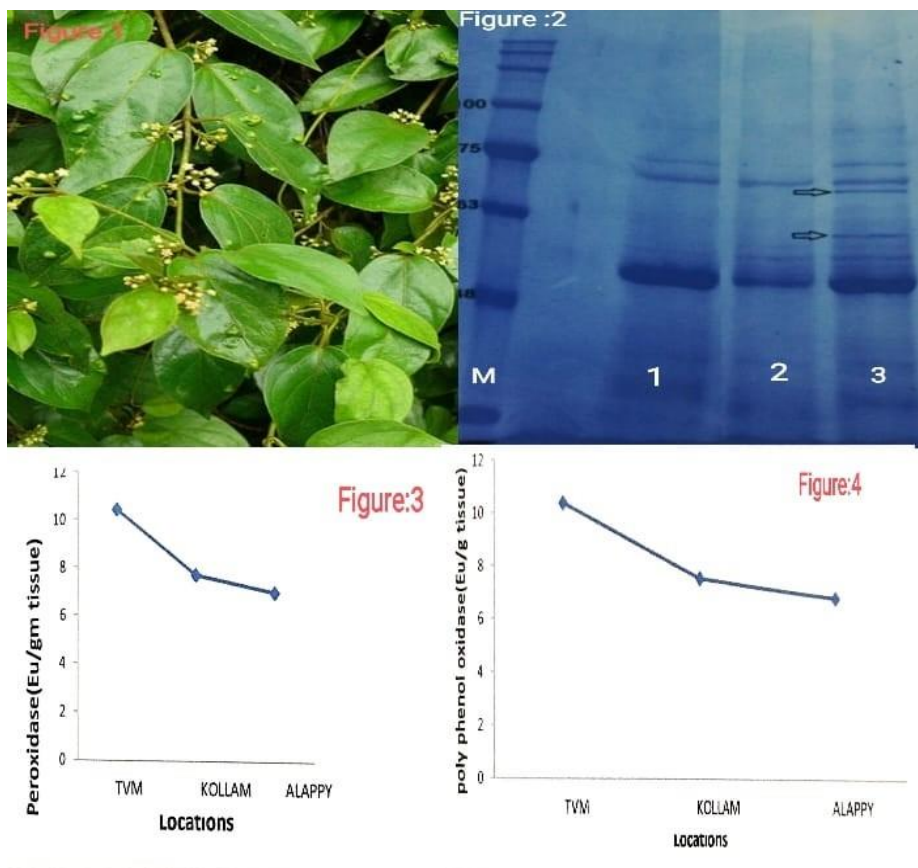 Figure 1
Figure :2
100
75
63
48
M
1
2
3
Figure:3
Peroxidase(Eu/gm tissue)
12
10
8
6
4
2
0
TVM
KOLLAM
ALAPPY
Locations
Figure:4
poly phenol oxidase(Eu/g tissue)
12
10
8
6
4
2
0
TVM
KOLLAM
ALAPPY
Locations